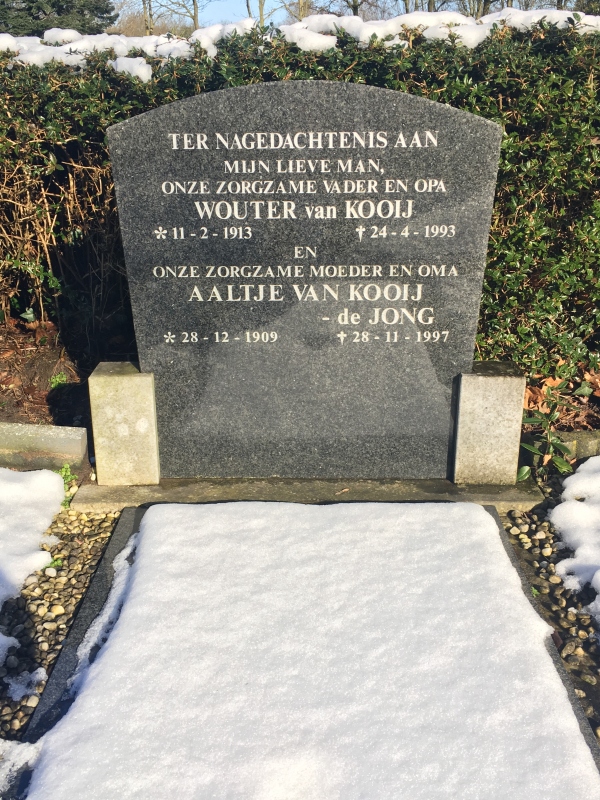 TER NAGEDACHTENIS AAN
MIJN LIEVE MAN,
ONZE ZORGZAME VADER EN OPA
WOUTER van KOOIJ
* 11 - 2 - 1913 † 24 - 4 - 1993
EN
ONZE ZORGZAME MOEDER EN OMA
AALTJE VAN KOOIJ
- de JONG
* 28 - 12 - 1909 † 28 - 11 - 1997